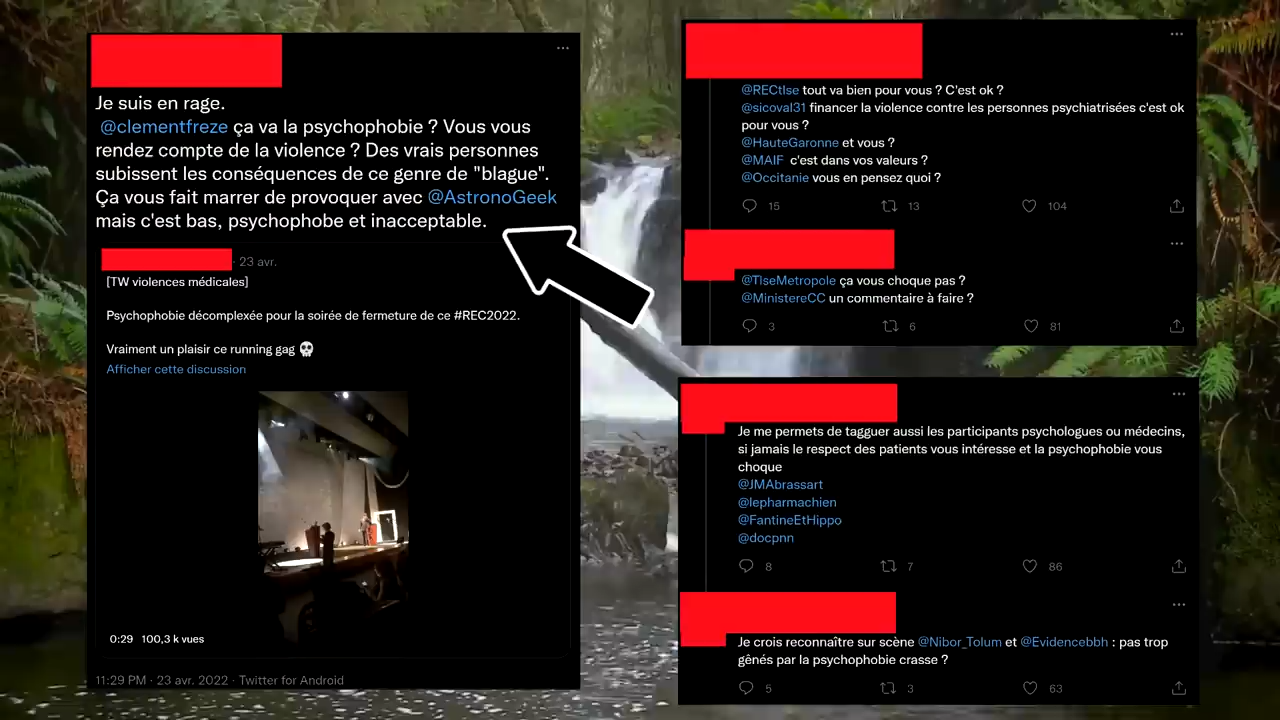 Je suis en rage.
@clementfreze ça va la psychophobie ? Vous vous
rendez compte de la violence ? Des vrais personnes
subissent les conséquences de ce genre de "blague".
Ça vous fait marrer de provoquer avec @AstronoGeek
mais c'est bas, psychophobe et inacceptable.
· 23 avr.
[TW violences médicales]
Psychophobie décomplexée pour la soirée de fermeture de ce #REC2022.
Vraiment un plaisir ce running gag 💀
Afficher cette discussion
0:29 100,3 k vues
11:29 PM · 23 avr. 2022 · Twitter for Android
@RECtlse tout va bien pour vous ? C'est ok ?
@sicoval31 financer la violence contre les personnes psychiatrisées c'est ok
pour vous ?
@HauteGaronne et vous ?
@MAIF c'est dans vos valeurs ?
@Occitanie vous en pensez quoi ?
15 13 104
@TlseMetropole ça vous choque pas ?
@MinistereCC un commentaire à faire ?
3 6 81
Je me permets de tagguer aussi les participants psychologues ou médecins,
si jamais le respect des patients vous intéresse et la psychophobie vous
choque
@JMAbrassart
@lepharmachien
@FantineEtHippo
@docpnn
8 7 86
Je crois reconnaître sur scène @Nibor_Tolum et @Evidencebbh : pas trop
gênés par la psychophobie crasse ?
5 3 63